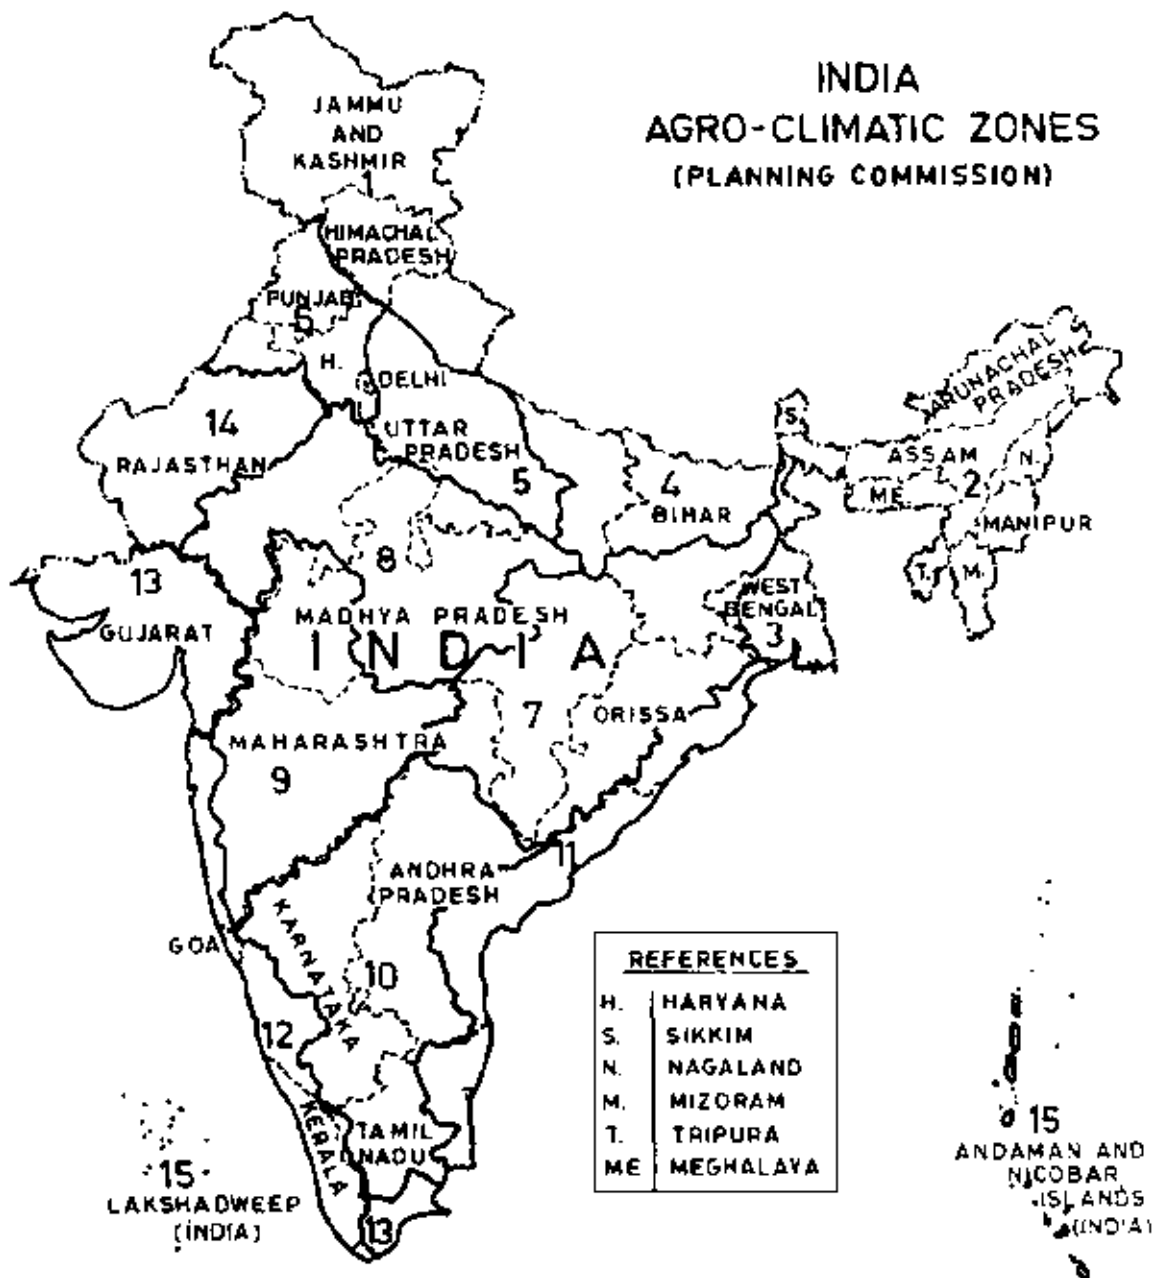 INDIA
AGRO-CLIMATIC ZONES
(PLANNING COMMISSION)
JAMMU
AND
KASHMIR
1
HIMACHAL
PRADESH
PUNJAB
6
H.
DELHI
14
RAJASTHAN
UTTAR
PRADESH
5
4
BIHAR
S.
ARUNACHAL
PRADESH
ASSAM
N.
ME
2
MANIPUR
T.
M.
8
13
GUJARAT
MADHYA PRADESH
INDIA
WEST
BENGAL
3
7
ORISSA
MAHARASHTRA
9
11
ANDHRA
PRADESH
KARNATAKA
GOA
10
12
KERALA
TAMIL
NADU
13
15
LAKSHADWEEP
(INDIA)
REFERENCES
H. HARYANA
S. SIKKIM
N. NAGALAND
M. MIZORAM
T. TRIPURA
ME MEGHALAYA
15
ANDAMAN AND
NICOBAR
ISLANDS
(INDIA)